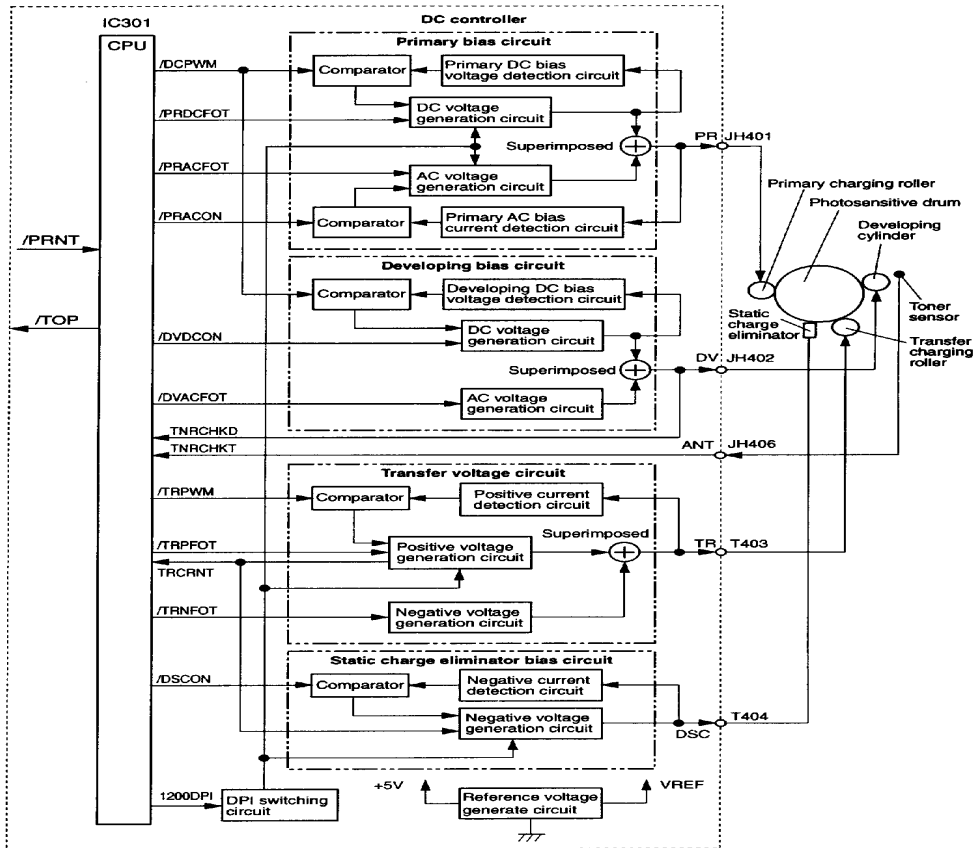 IC301
CPU
DC controller
Primary bias circuit
/DCPWM
Comparator
Primary DC bias
voltage detection circuit
/PRDCFOT
DC voltage
generation circuit
Superimposed
PR JH401
/PRACFOT
AC voltage
generation circuit
/PRACON
Comparator
Primary AC bias
current detection circuit
Primary charging roller
Photosensitive drum
Developing
cylinder
/PRNT
/TOP
Developing bias circuit
Comparator
Developing DC bias
voltage detection circuit
Toner
sensor
Static
charge
eliminator
Transfer
charging
roller
/DVDCON
DC voltage
generation circuit
Superimposed
DV JH402
/DVACFOT
AC voltage
generation circuit
TNRCHKD
TNRCHKT
ANT JH406
Transfer voltage circuit
/TRPWM
Comparator
Positive current
detection circuit
Superimposed
/TRPFOT
TRCRNT
Positive voltage
generation circuit
TR T403
/TRNFOT
Negative voltage
generation circuit
Static charge eliminator bias circuit
/DSCON
Comparator
Negative current
detection circuit
Negative voltage
generation circuit
DSC
T404
+5V
VREF
1200DPI
DPI switching
circuit
Reference voltage
generate circuit